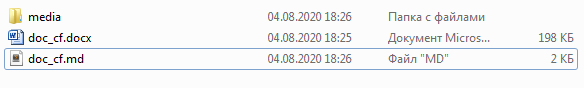 media 04.08.2020 18:26 Папка с файлами
doc_cf.docx 04.08.2020 18:25 Документ Micros... 198 КБ
doc_cf.md 04.08.2020 18:26 Файл "MD" 2 КБ